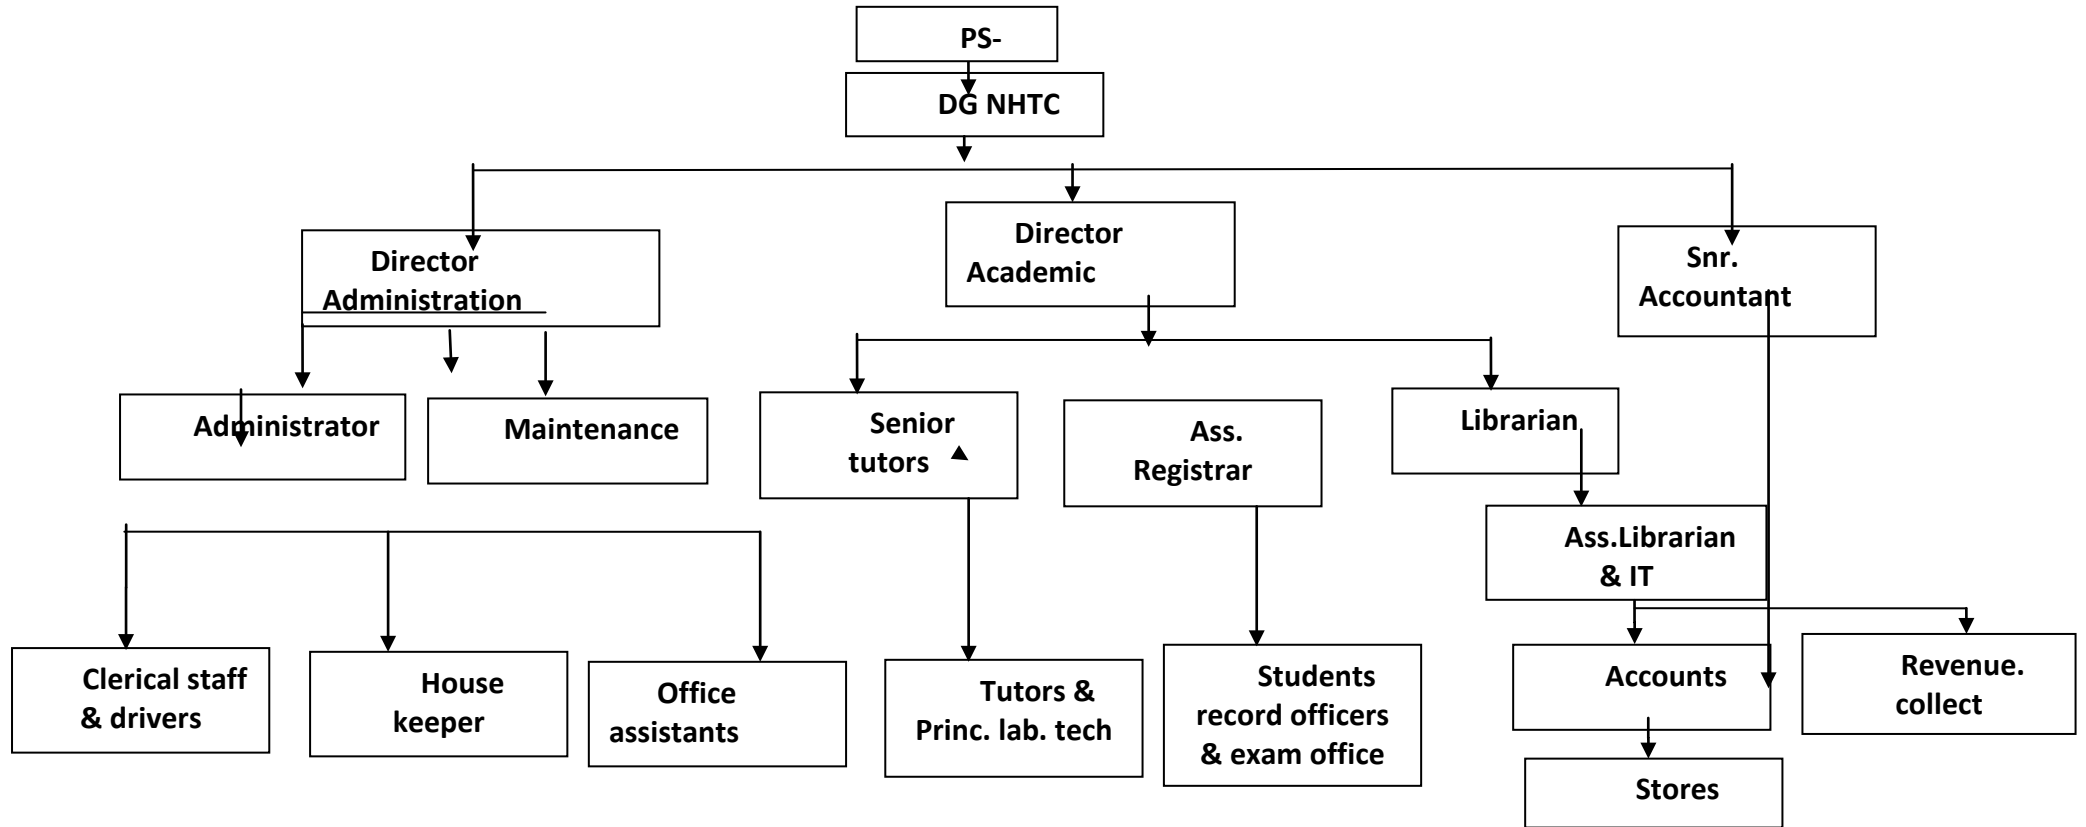 PS-
DG NHTC
Director
Administration
Director
Academic
Snr.
Accountant
Administrator
Maintenance
Senior
tutors
Ass.
Registrar
Librarian
Ass.Librarian
& IT
Clerical staff
& drivers
House
keeper
Office
assistants
Tutors &
Princ. lab. tech
Students
record officers
& exam office
Accounts
Revenue.
collect
Stores